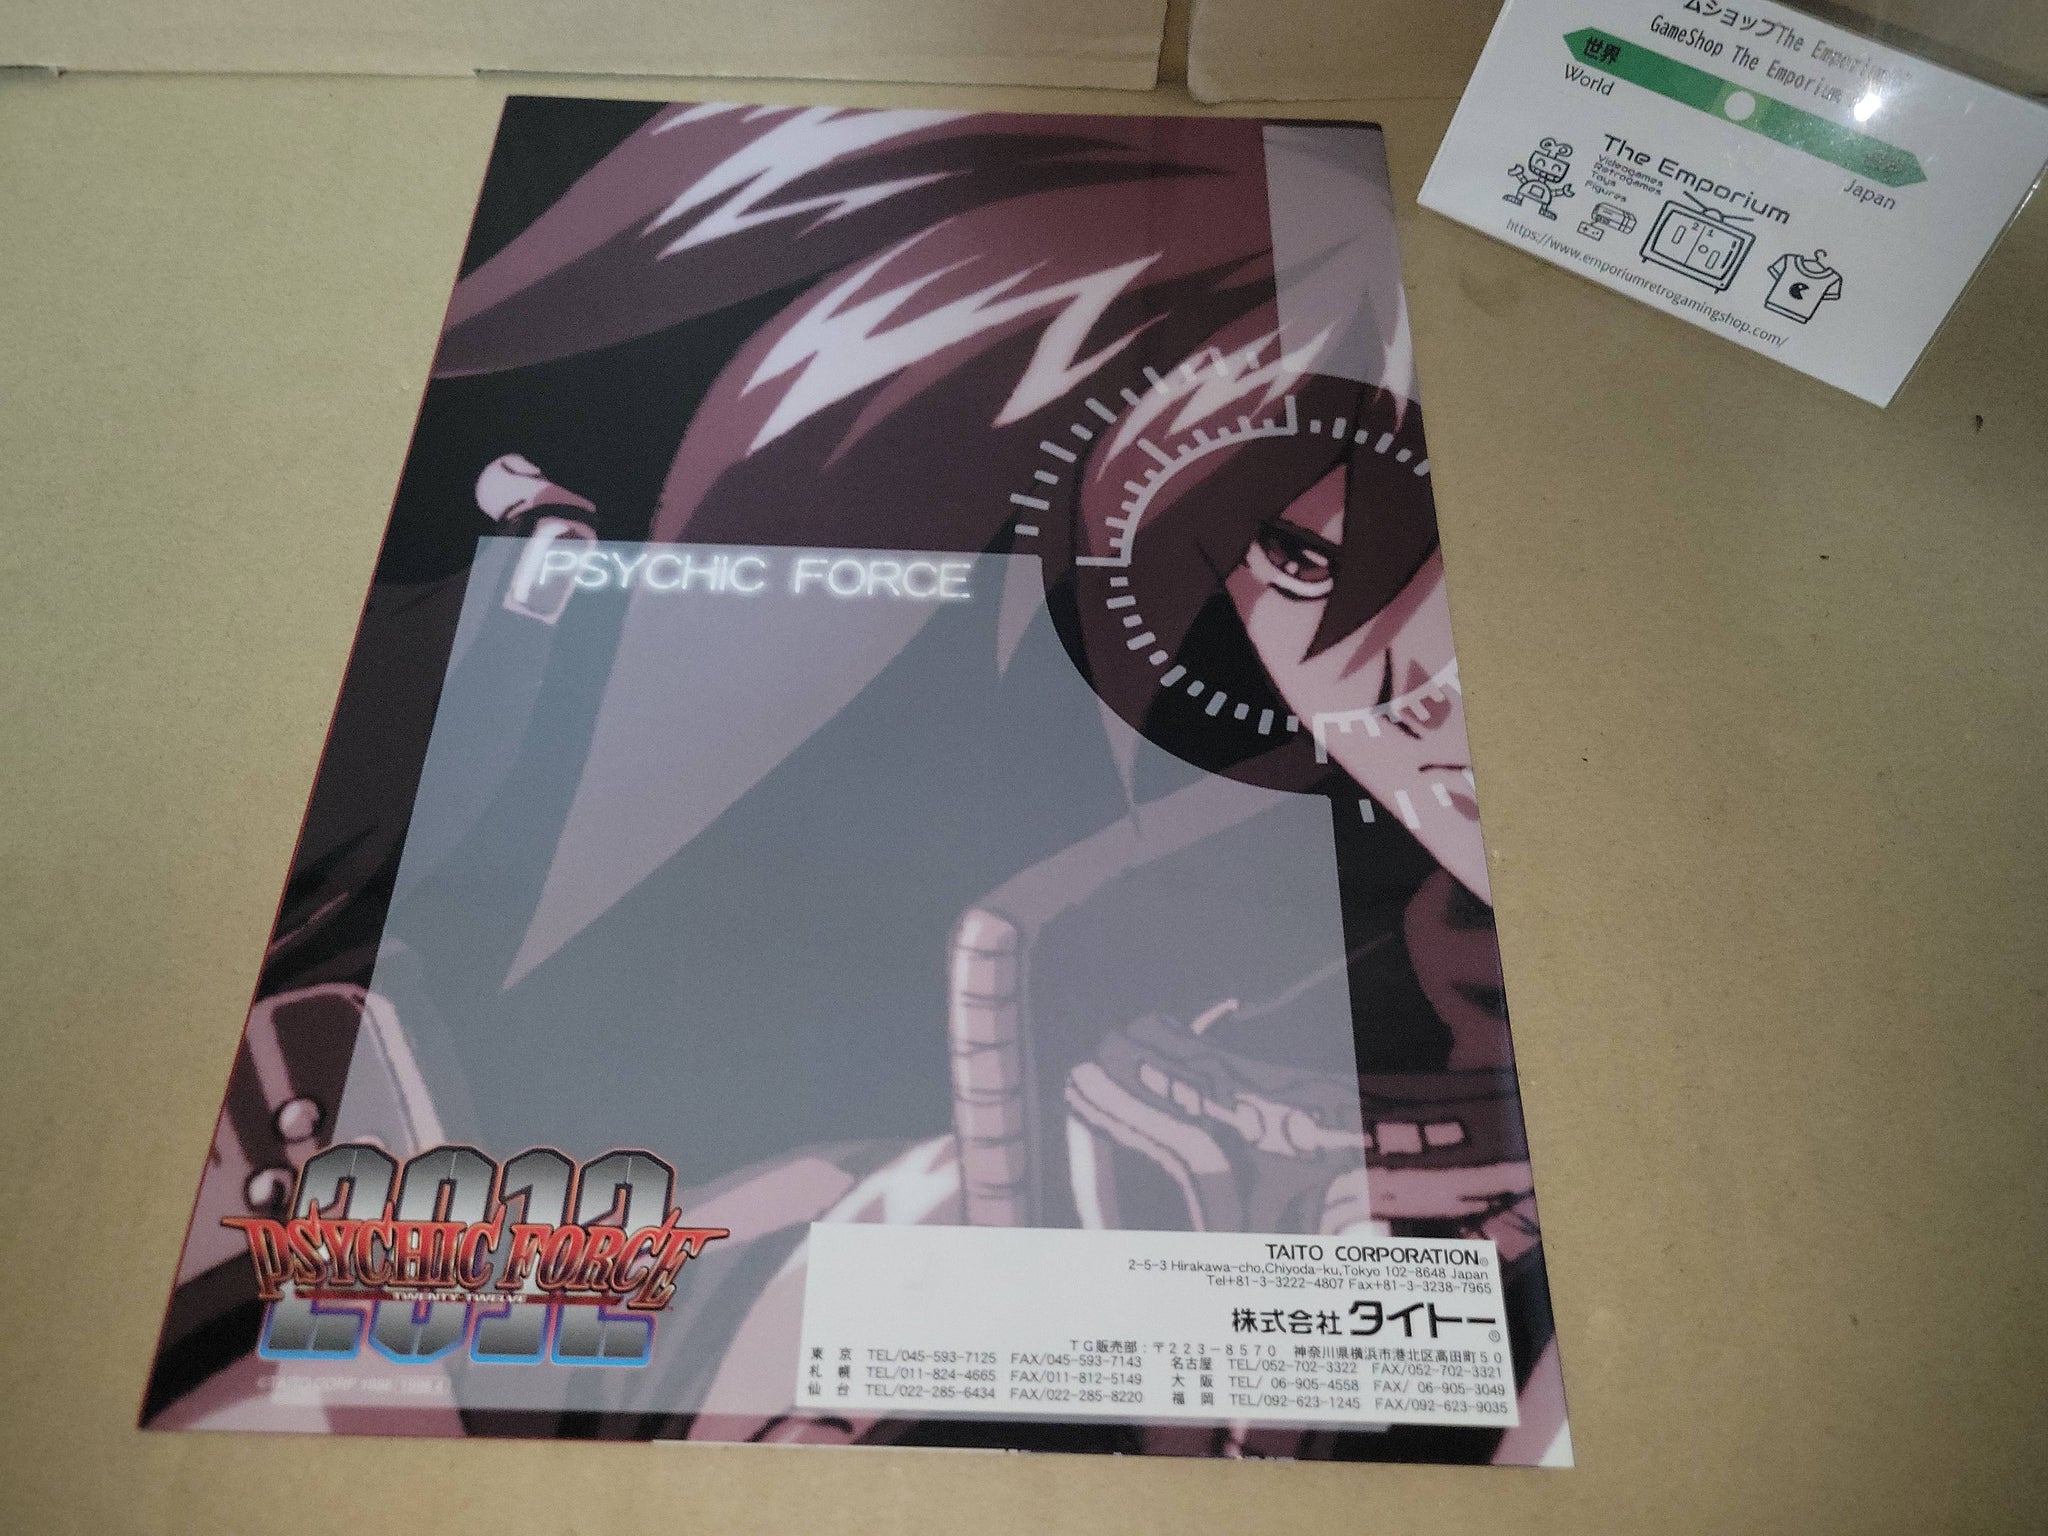 ムショップThe Emporium
GameShop The Emporium
世界
World
Japan
The Emporium
Videogames
Retrogames
Toys
Figures
2 1
https://www.emporiumretrogamingshop.com/
PSYCHIC FORCE
2012
PSYCHIC FORCE
TWENTY TWELVE
©TAITO CORP.
TAITO CORPORATION®
2-5-3 Hirakawa-cho,Chiyoda-ku,Tokyo 102-8648 Japan
Tel+81-3-3222-4807 Fax+81-3-3238-7965
株式会社 タイトー®
TG販売部:〒223-8570 神奈川県横浜市港北区高田町50
東 京 TEL/045-593-7125 FAX/045-593-7143 名古屋 TEL/052-702-3322 FAX/052-702-3321
札 幌 TEL/011-824-4665 FAX/011-812-5149 大 阪 TEL/ 06-905-4558 FAX/ 06-905-3049
仙 台 TEL/022-285-6434 FAX/022-285-8220 福 岡 TEL/092-623-1245 FAX/092-623-9035